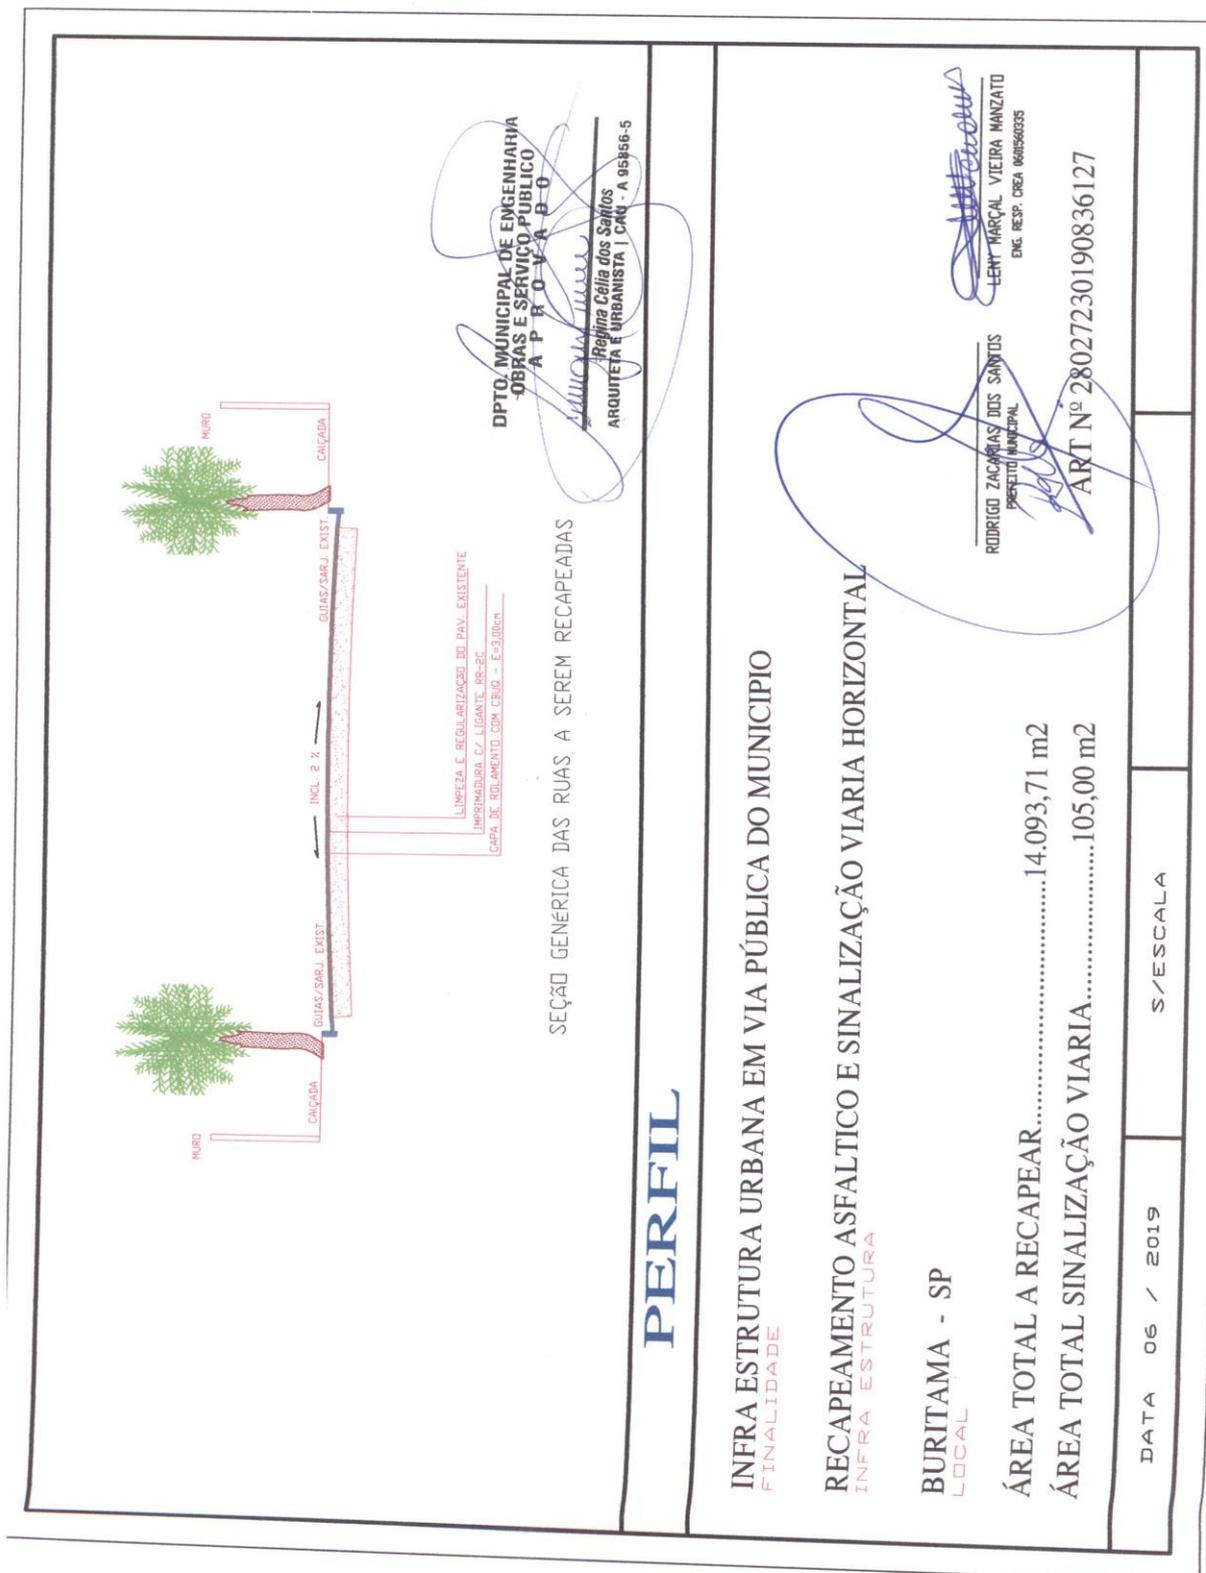 MURO
MURO
CALÇADA
GUIAS/SARJ. EXIST.
INCL. 2 %
GUIAS/SARJ. EXIST.
CALÇADA
LIMPEZA E REGULARIZAÇÃO DO PAV. EXISTENTE
IMPRIMADURA C/ LIGANTE RR-2C
CAPA DE ROLAMENTO COM CBUQ - E=3,00cm
SEÇÃO GENÉRICA DAS RUAS A SEREM RECAPEADAS
DPTO. MUNICIPAL DE ENGENHARIA
OBRAS E SERVIÇO PUBLICO
A P R O V A D O
Regina Célia dos Santos
ARQUITETA E URBANISTA | CAU - A 95856-5
PERFIL
INFRA ESTRUTURA URBANA EM VIA PÚBLICA DO MUNICIPIO
FINALIDADE
RECAPEAMENTO ASFALTICO E SINALIZAÇÃO VIARIA HORIZONTAL
INFRA ESTRUTURA
BURITAMA - SP
LOCAL
RODRIGO ZACARIAS DOS SANTOS
PREFEITO MUNICIPAL
LENY MARÇAL VIEIRA MANZATO
ENG. RESP. CREA 0601560335
ÁREA TOTAL A RECAPEAR..........................................14.093,71 m2
ÁREA TOTAL SINALIZAÇÃO VIARIA..........................105,00 m2
ART Nº 28027230190836127
DATA 06 / 2019
S/ESCALA